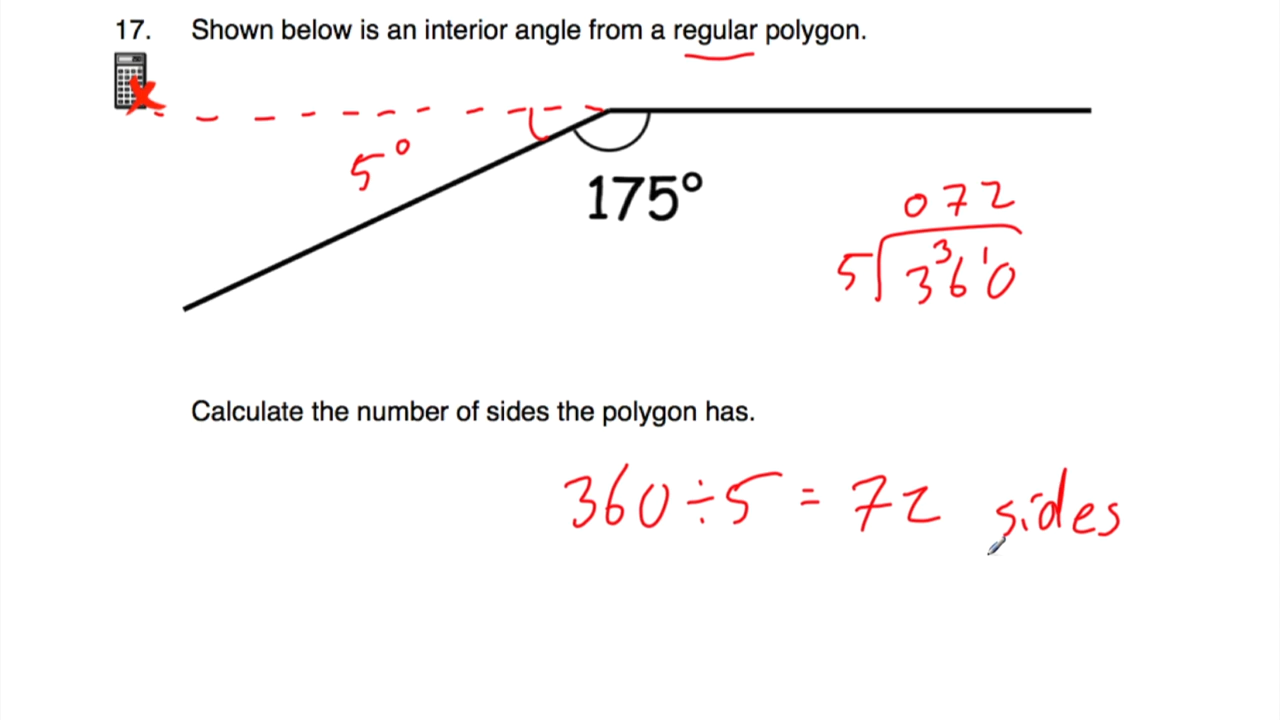 17. Shown below is an interior angle from a regular polygon.
5°
175°
072
5 3³6¹0
Calculate the number of sides the polygon has.
360÷5 = 72 sides